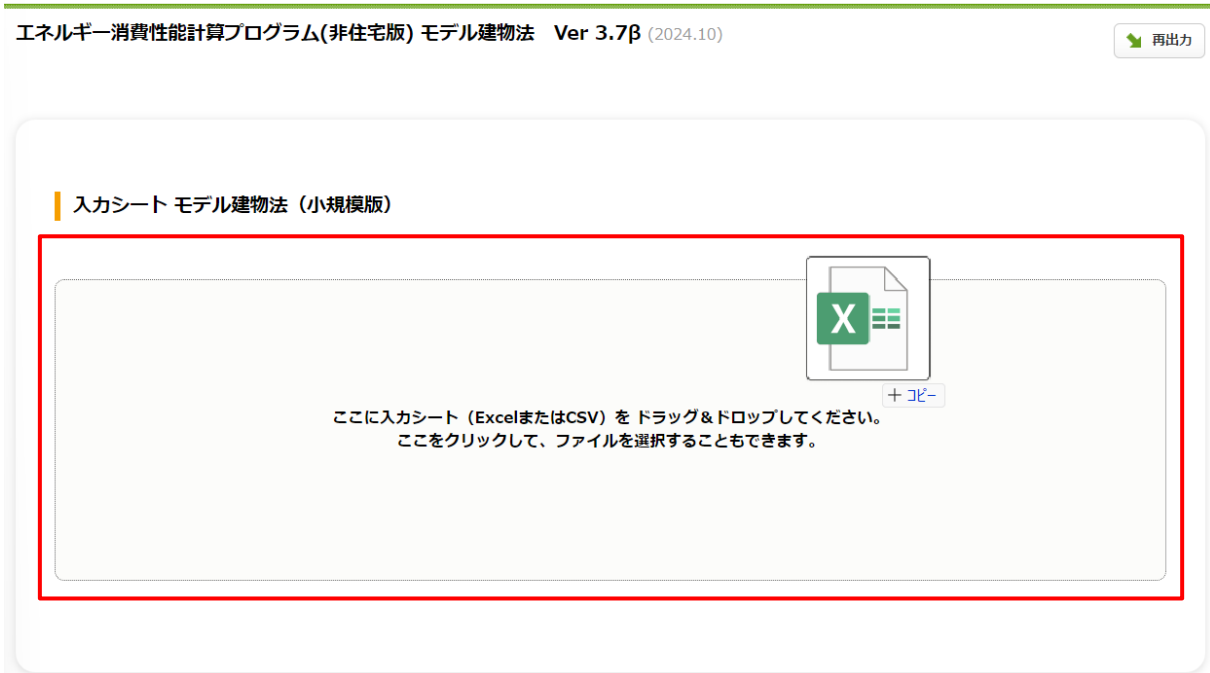 エネルギー消費性能計算プログラム(非住宅版) モデル建物法　Ver 3.7β (2024.10)
再出力
入力シート モデル建物法（小規模版）
X
＋ コピー
ここに入力シート（ExcelまたはCSV）を ドラッグ＆ドロップしてください。
ここをクリックして、ファイルを選択することもできます。